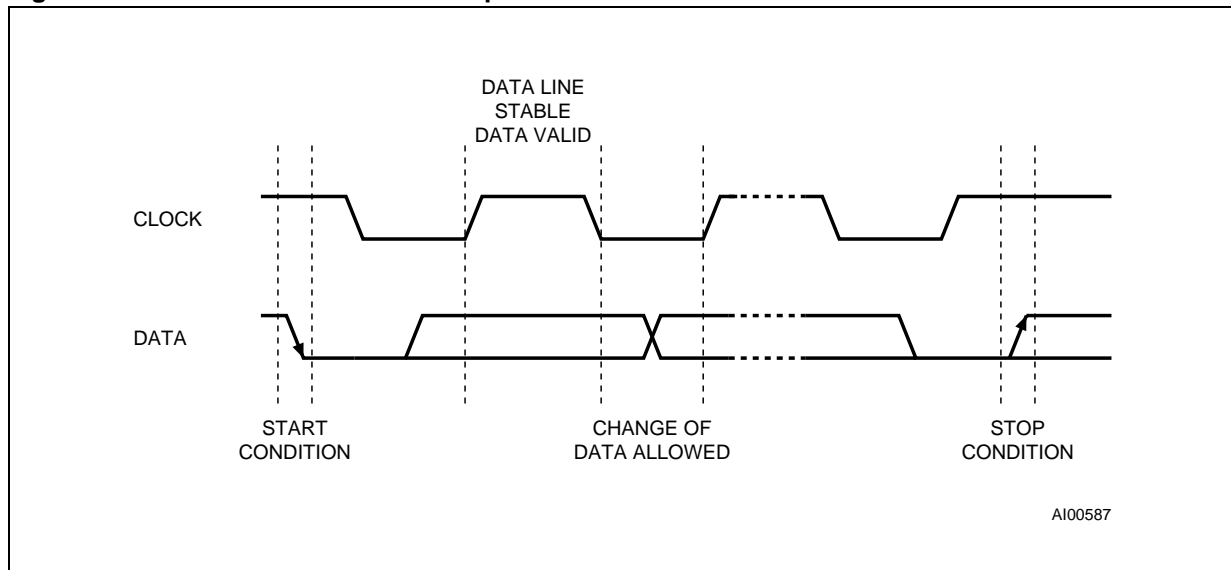 DATA LINE
STABLE
DATA VALID
CLOCK
DATA
START
CONDITION
CHANGE OF
DATA ALLOWED
STOP
CONDITION
AI00587